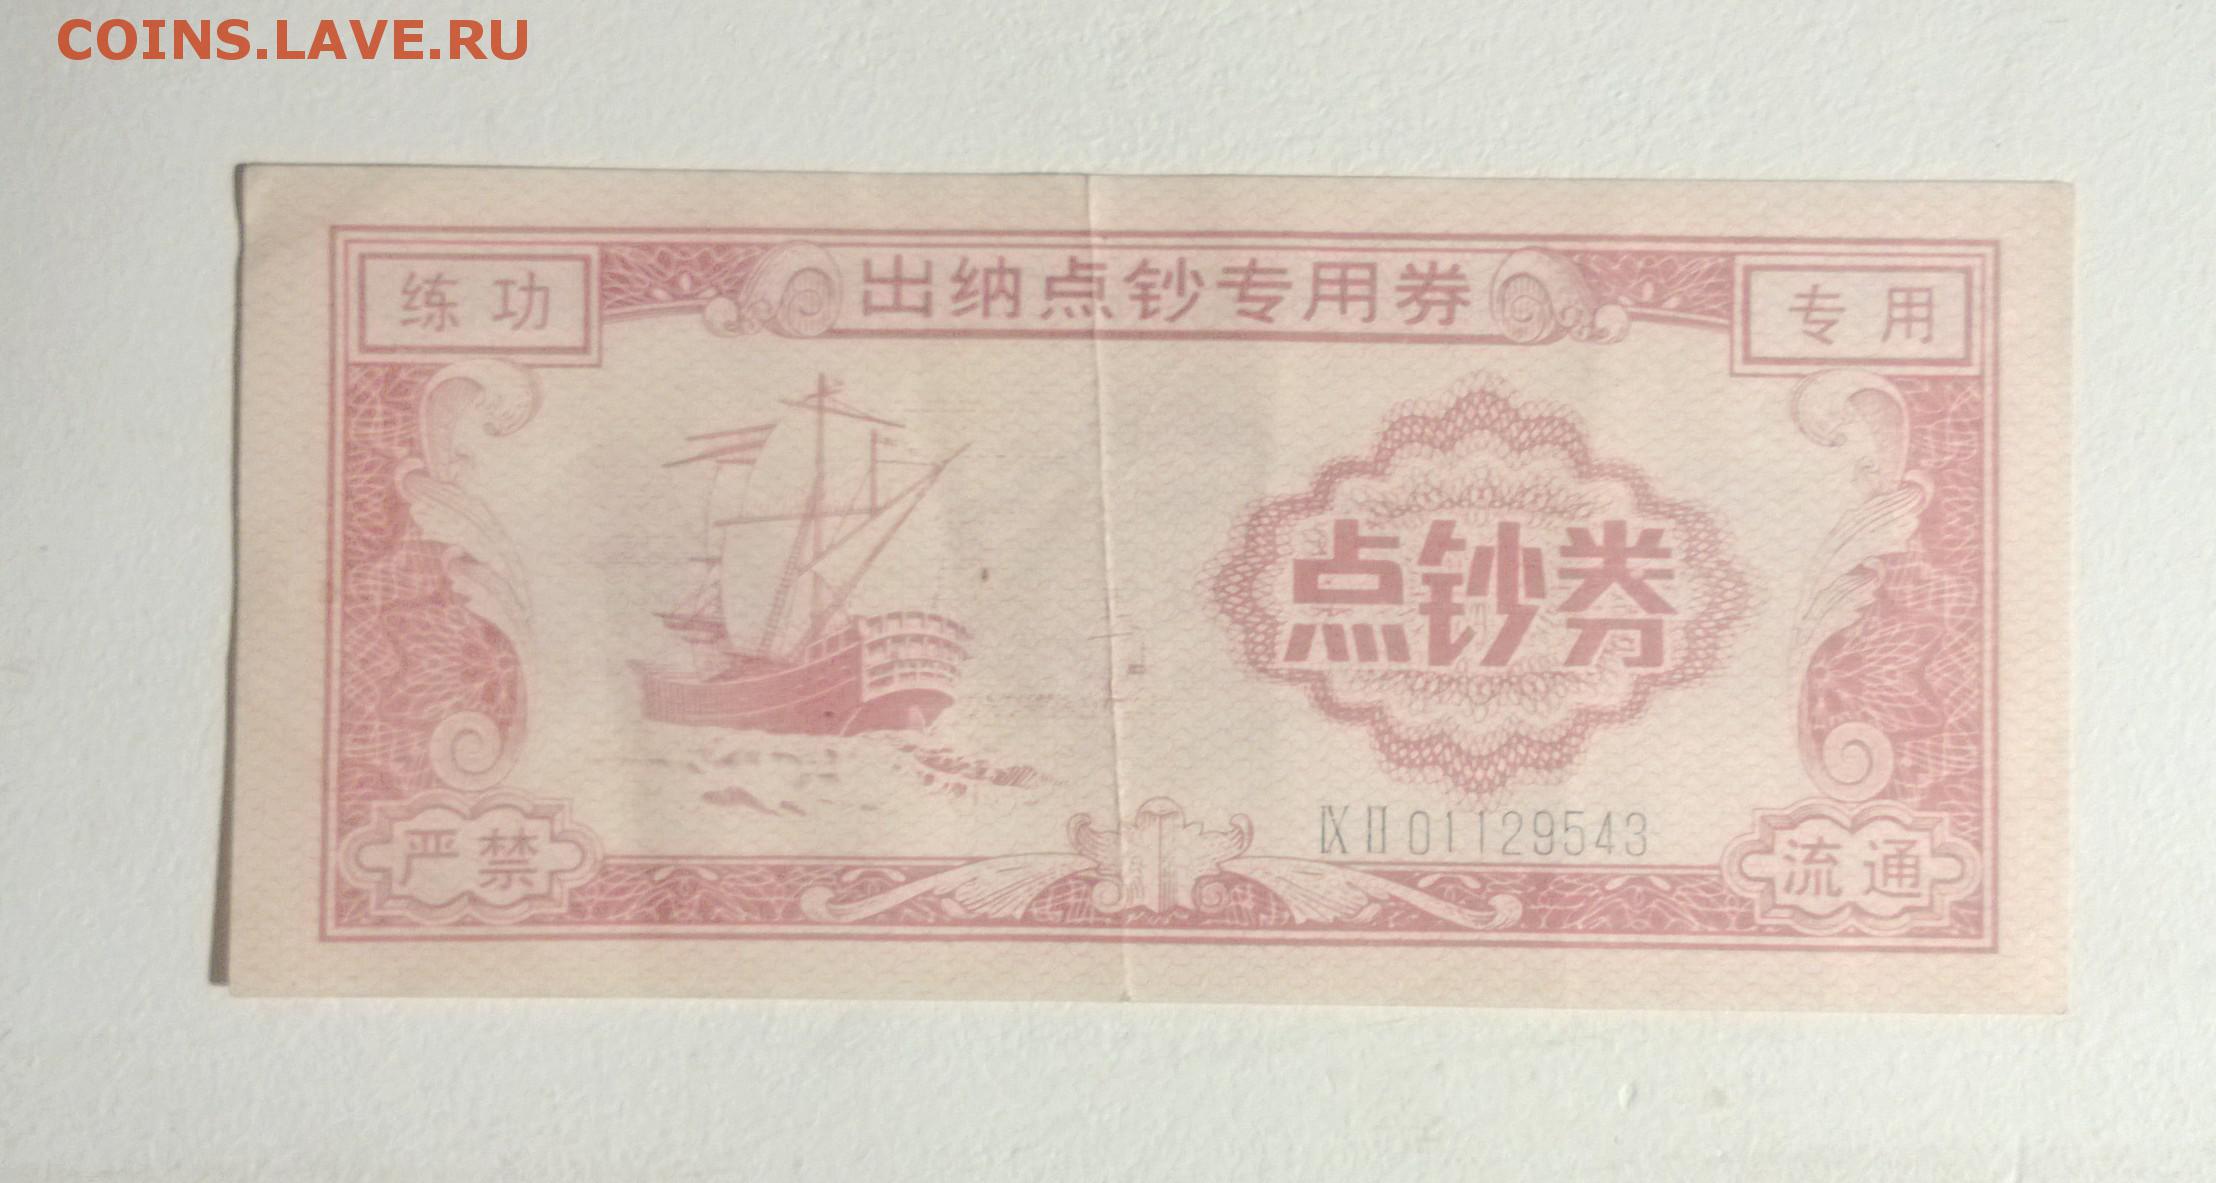 COINS.LAVE.RU
练功
出纳点钞专用券
专用
点钞券
IX II 01129543
严禁
流通